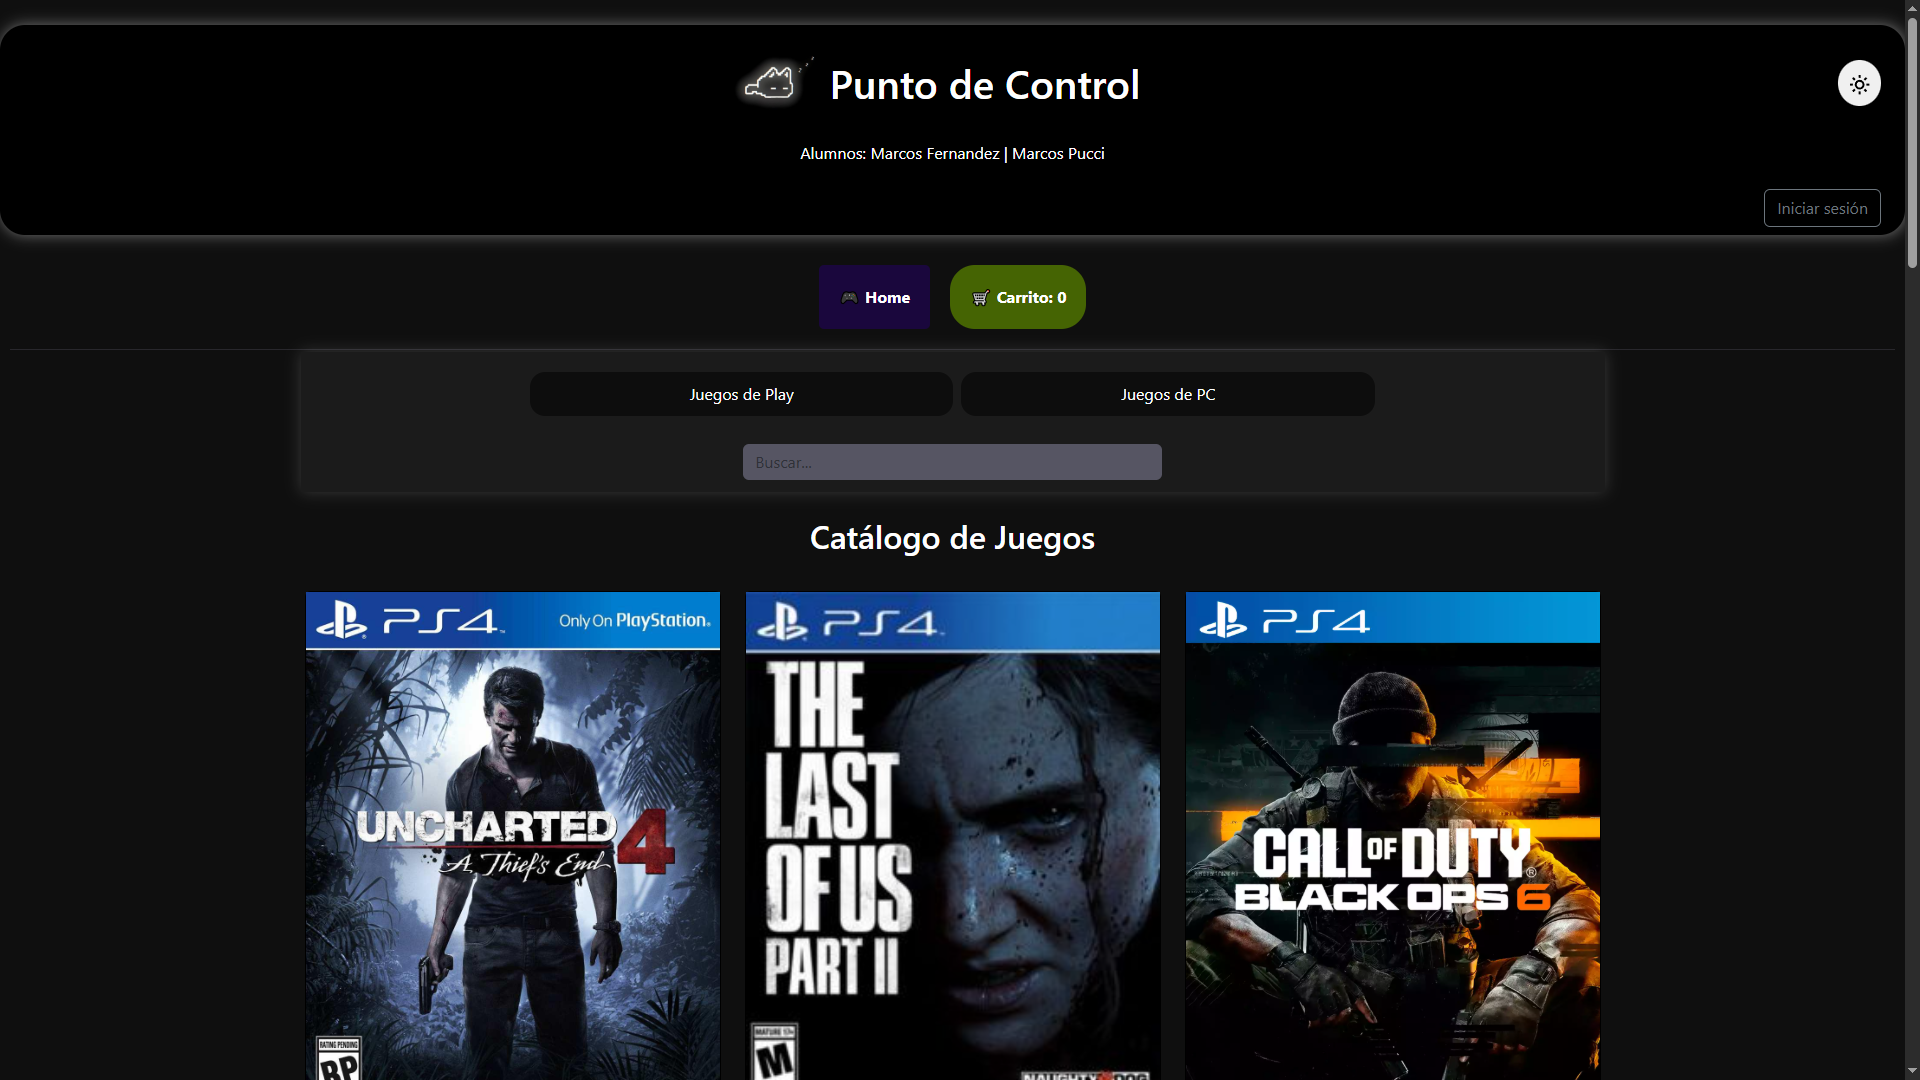 Punto de Control
Alumnos: Marcos Fernandez | Marcos Pucci
Iniciar sesión
Home
Carrito: 0
Juegos de Play
Juegos de PC
Buscar...
Catálogo de Juegos
PS4
Only On PlayStation
UNCHARTED 4
A Thief's End
RATING PENDING
RP
PS4
THE
LAST
OF US
PART II
MATURE 17+
M
NAUGHTY DOG
PS4
CALL OF DUTY
BLACK OPS 6